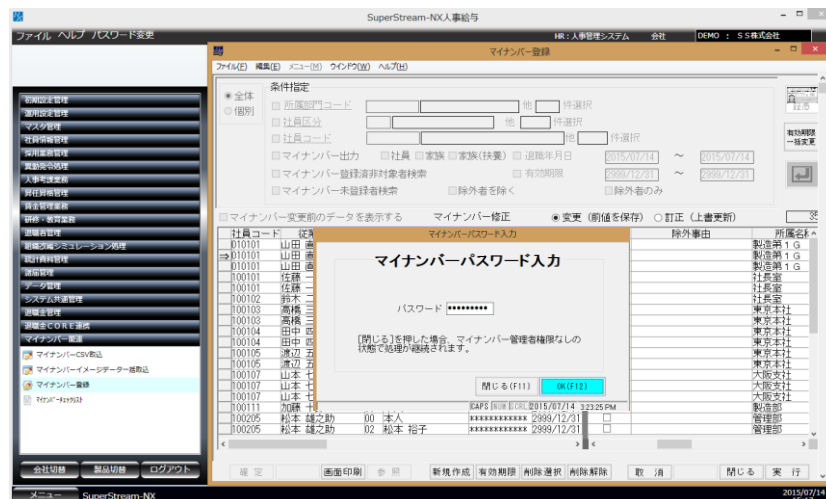 SuperStream-NX人事給与
ファイル ヘルプ パスワード変更
HR：人事管理システム 会社 DEMO ： ＳＳ株式会社
マイナンバー登録
ファイル(F) 編集(E) メニュー(M) ウインドウ(W) ヘルプ(H)
初期設定管理
運用設定管理
マスタ管理
社員情報管理
採用業務管理
異動発令処理
人事考課業務
昇任昇格管理
賃金管理業務
研修・教育業務
退職者管理
組織改編シミュレーション処理
統計資料管理
諸届管理
データ管理
システム共通管理
退職金管理
退職金ＣＯＲＥ連携
マイナンバー関連
マイナンバーCSV取込
マイナンバーイメージデータ一括取込
マイナンバー登録
マイナンバーチェックリスト
会社切替 製品切替 ログアウト
条件指定
全体
個別
所属部門コード 他 件選択
社員区分 他 件選択
社員コード 他 件選択
マイナンバー出力 社員 家族 家族(扶養) 退職年月日 2015/07/14 ～ 2015/07/14
マイナンバー登録済非対象者検索 有効期限 2999/12/31 ～ 2999/12/31
マイナンバー未登録者検索 除外者を除く 除外者のみ
有効期限
一括変更
マイナンバー変更前のデータを表示する マイナンバー修正 変更（前値を保存） 訂正（上書更新）
社員コード 除外事由 所属名
010101 山田 製造第１Ｇ
010101 山田 製造第１Ｇ
010101 山田 製造第１Ｇ
100101 佐藤 社長室
100101 佐藤 社長室
100102 鈴木 社長室
100103 高橋 東京本社
100103 高橋 東京本社
100104 田中 東京本社
100104 田中 東京本社
100105 渡辺 東京本社
100105 渡辺 東京本社
100107 山本 大阪支社
100107 山本 大阪支社
100107 山本 大阪支社
100111 加藤 製造部
100205 松本 雄之助 00 本人 ************ 2999/12/31 管理部
100205 松本 雄之助 02 松本 裕子 ************ 2999/12/31 管理部
マイナンバーパスワード入力
マイナンバーパスワード入力
パスワード •••••••••
[閉じる]を押した場合、マイナンバー管理者権限なしの
状態で処理が継続されます。
閉じる(F11) OK(F12)
CAPS NUM SCRL 2015/07/14 3:23:25 PM
確 定 画面印刷 参 照 新規作成 有効期限 削除選択 削除解除 取 消 閉じる 実 行
メニュー SuperStream-NX
2015/07/14